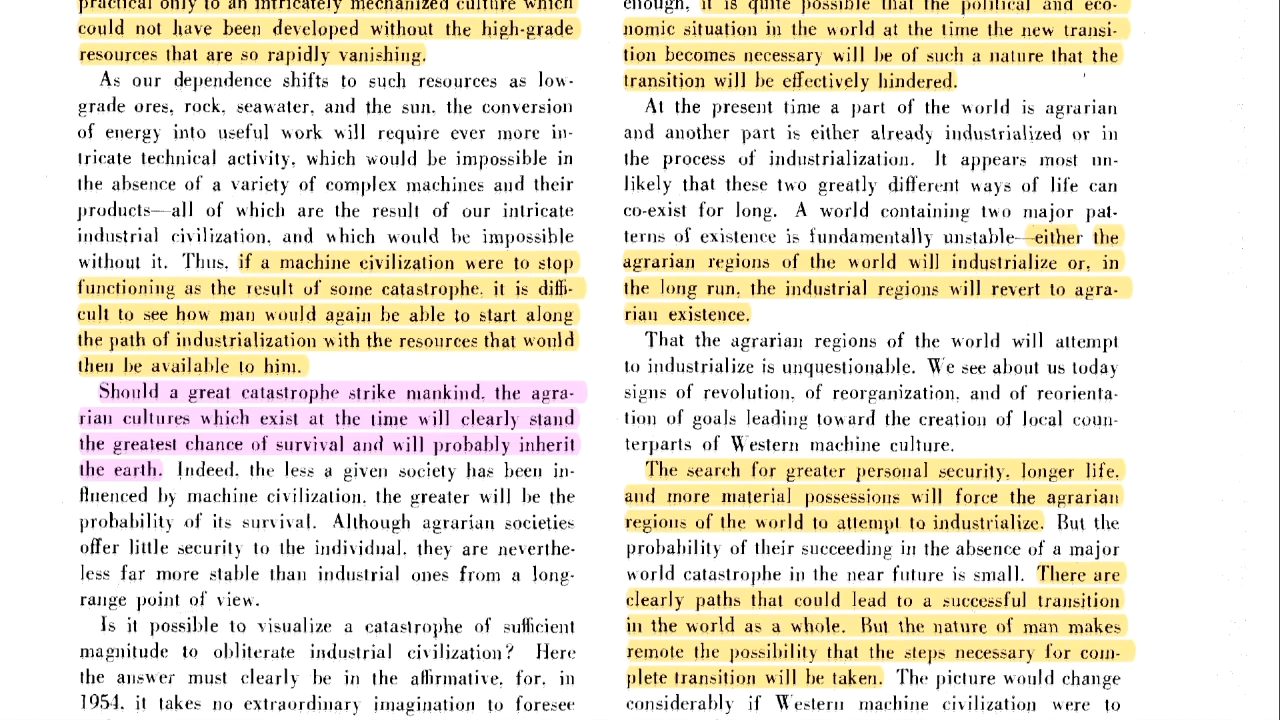 practical only to an intricately mechanized culture which
could not have been developed without the high-grade
resources that are so rapidly vanishing.
As our dependence shifts to such resources as low-
grade ores, rock, seawater, and the sun, the conversion
of energy into useful work will require ever more in-
tricate technical activity, which would be impossible in
the absence of a variety of complex machines and their
products—all of which are the result of our intricate
industrial civilization, and which would be impossible
without it. Thus, if a machine civilization were to stop
functioning as the result of some catastrophe, it is diffi-
cult to see how man would again be able to start along
the path of industrialization with the resources that would
then be available to him.
Should a great catastrophe strike mankind, the agra-
rian cultures which exist at the time will clearly stand
the greatest chance of survival and will probably inherit
the earth. Indeed, the less a given society has been in-
fluenced by machine civilization, the greater will be the
probability of its survival. Although agrarian societies
offer little security to the individual, they are neverthe-
less far more stable than industrial ones from a long-
range point of view.
Is it possible to visualize a catastrophe of sufficient
magnitude to obliterate industrial civilization? Here
the answer must clearly be in the affirmative, for, in
1954, it takes no extraordinary imagination to foresee
enough, it is quite possible that the political and eco-
nomic situation in the world at the time the new transi-
tion becomes necessary will be of such a nature that the
transition will be effectively hindered.
At the present time a part of the world is agrarian
and another part is either already industrialized or in
the process of industrialization. It appears most un-
likely that these two greatly different ways of life can
co-exist for long. A world containing two major pat-
terns of existence is fundamentally unstable—either the
agrarian regions of the world will industrialize or, in
the long run, the industrial regions will revert to agra-
rian existence.
That the agrarian regions of the world will attempt
to industrialize is unquestionable. We see about us today
signs of revolution, of reorganization, and of reorienta-
tion of goals leading toward the creation of local coun-
terparts of Western machine culture.
The search for greater personal security, longer life,
and more material possessions will force the agrarian
regions of the world to attempt to industrialize. But the
probability of their succeeding in the absence of a major
world catastrophe in the near future is small. There are
clearly paths that could lead to a successful transition
in the world as a whole. But the nature of man makes
remote the possibility that the steps necessary for com-
plete transition will be taken. The picture would change
considerably if Western machine civilization were to